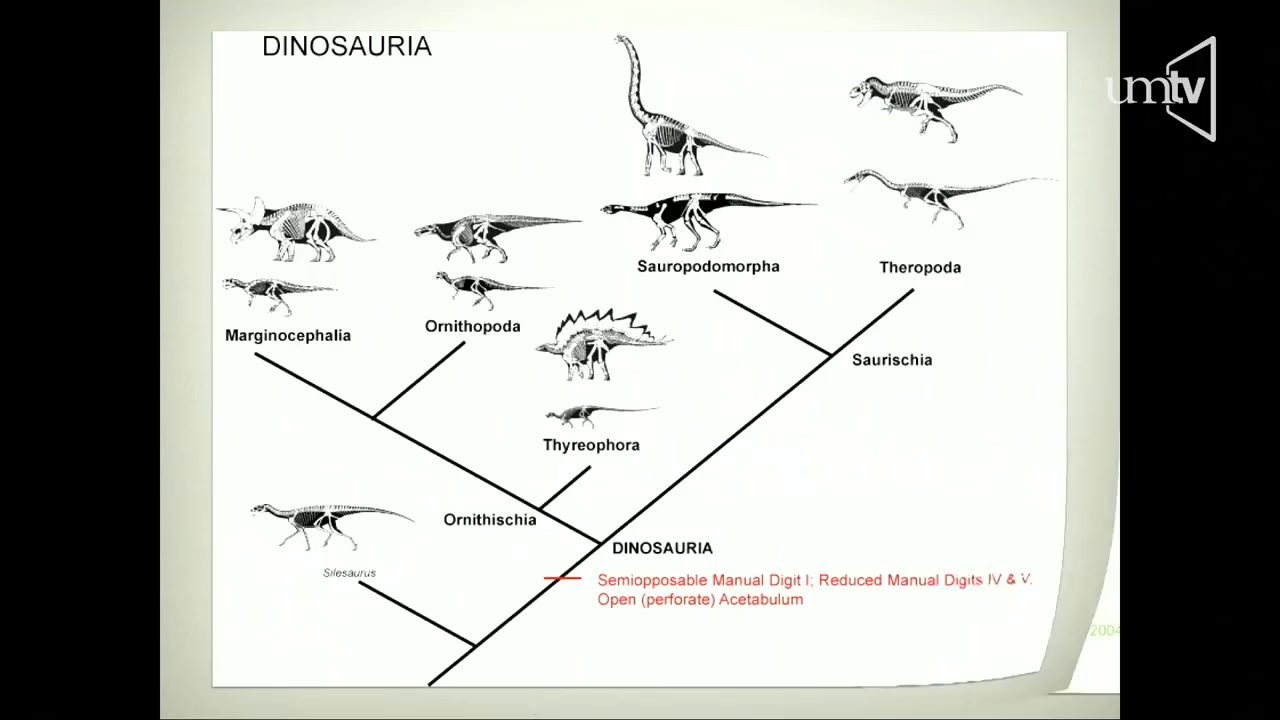 DINOSAURIA
umtv
Sauropodomorpha
Theropoda
Marginocephalia
Ornithopoda
Saurischia
Thyreophora
Ornithischia
DINOSAURIA
Silesaurus
Semiopposable Manual Digit I; Reduced Manual Digits IV & V.
Open (perforate) Acetabulum
2004